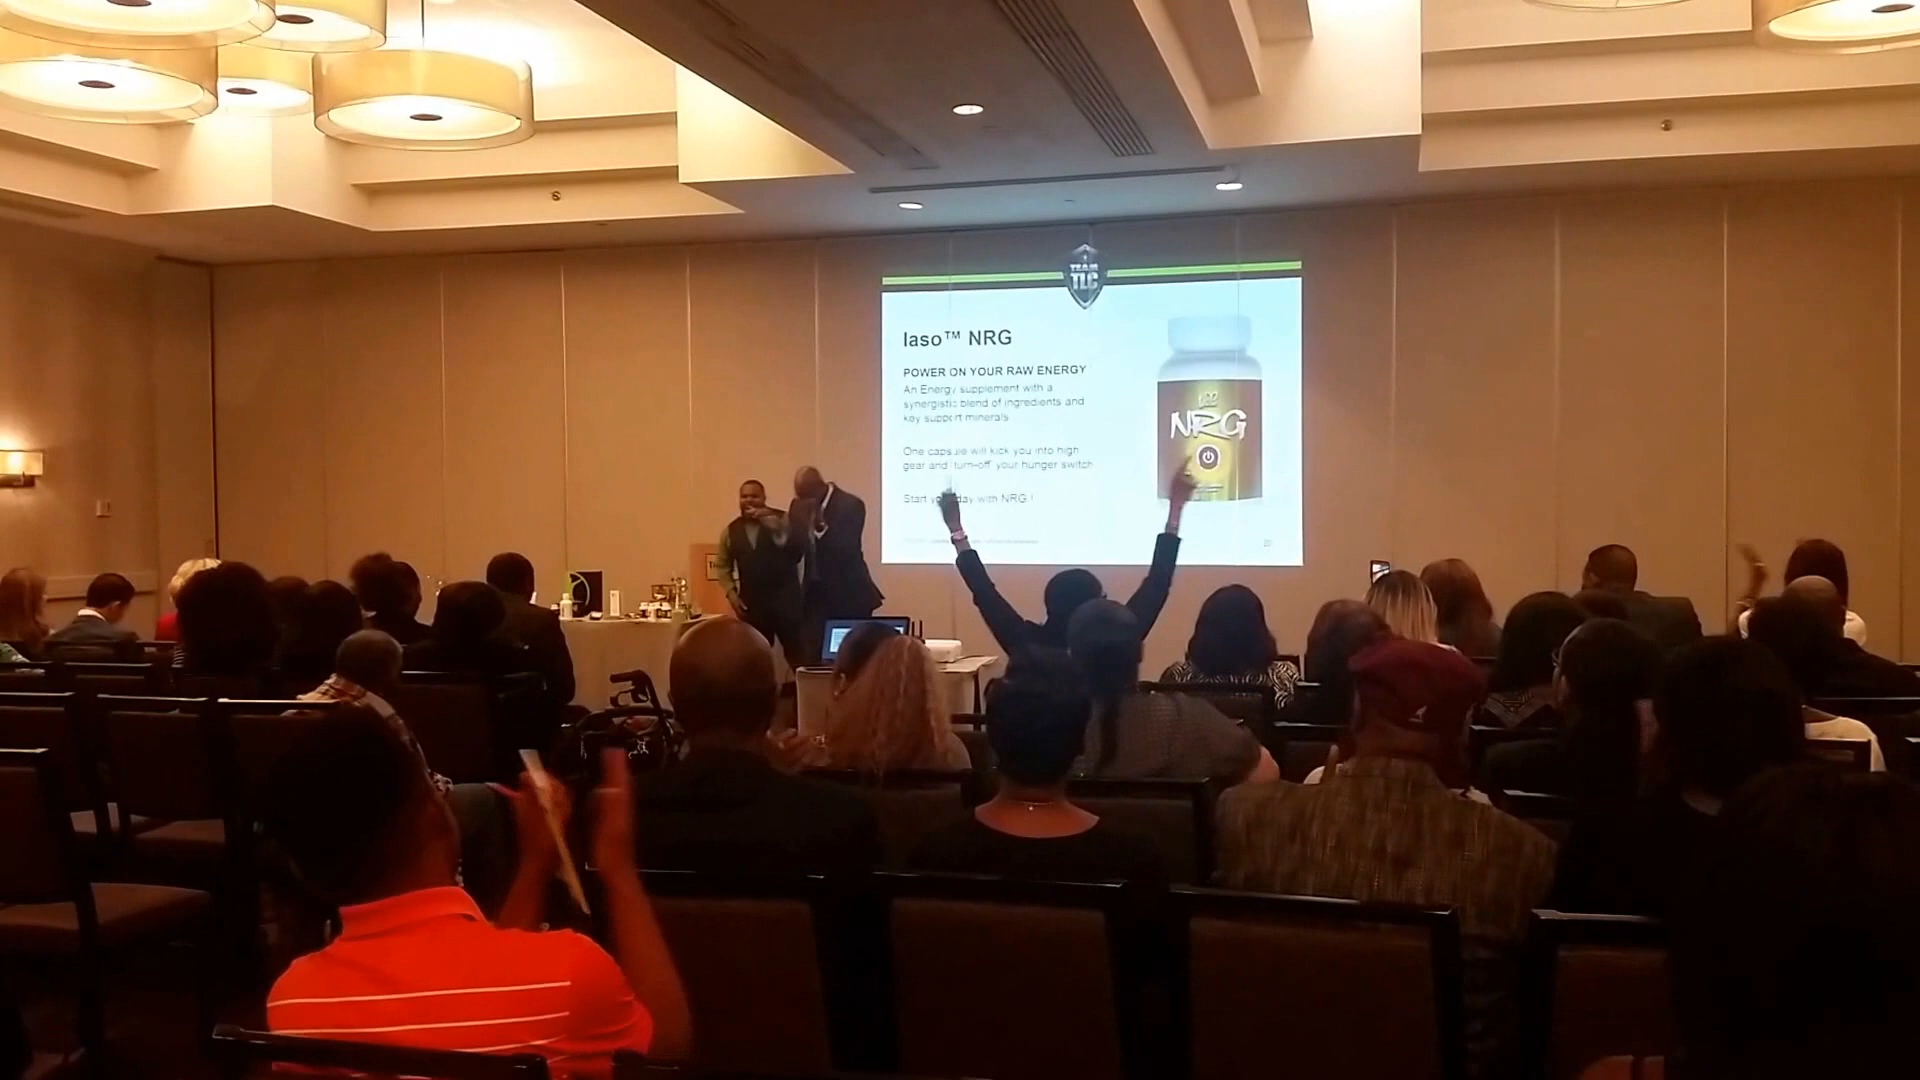 TEAM
TLC
Iaso™ NRG
POWER ON YOUR RAW ENERGY
An Energy supplement with a
synergistic blend of ingredients and
key support minerals
One capsule will kick you into high
gear and "turn-off" your hunger switch
Start your day with NRG !
NRG
20